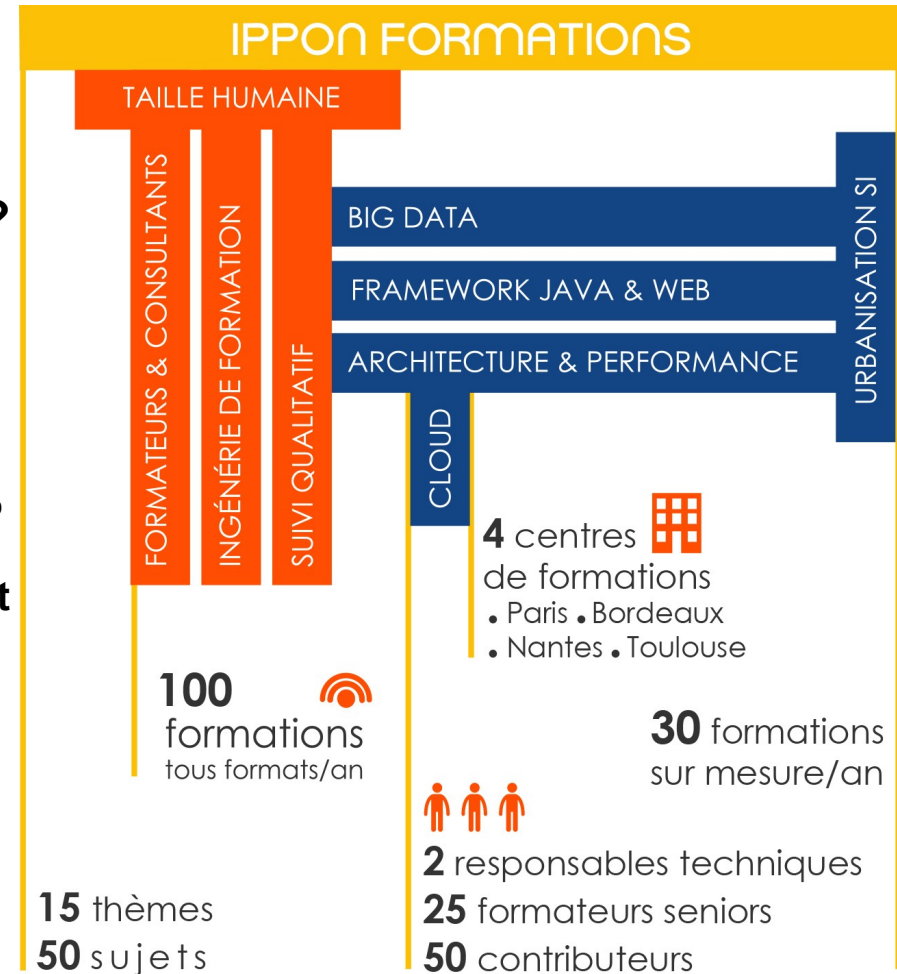 IPPON FORMATIONS
TAILLE HUMAINE
FORMATEURS & CONSULTANTS
INGÉNÉRIE DE FORMATION
SUIVI QUALITATIF
BIG DATA
FRAMEWORK JAVA & WEB
ARCHITECTURE & PERFORMANCE
URBANISATION SI
CLOUD
4 centres
de formations
. Paris . Bordeaux
. Nantes . Toulouse
100
formations
tous formats/an
30 formations
sur mesure/an
2 responsables techniques
25 formateurs seniors
50 contributeurs
15 thèmes
50 sujets